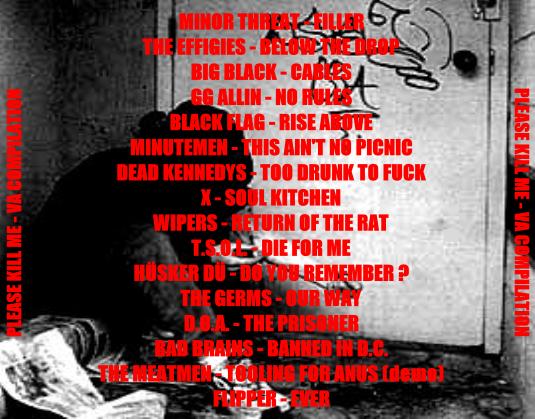 MINOR THREAT - FILLER
THE EFFIGIES - BELOW THE DROP
BIG BLACK - CABLES
GG ALLIN - NO RULES
BLACK FLAG - RISE ABOVE
MINUTEMEN - THIS AIN'T NO PICNIC
DEAD KENNEDYS - TOO DRUNK TO FUCK
X - SOUL KITCHEN
WIPERS - RETURN OF THE RAT
T.S.O.L. - DIE FOR ME
HÜSKER DÜ - DO YOU REMEMBER ?
THE GERMS - OUR WAY
D.O.A. - THE PRISONER
BAD BRAINS - BANNED IN D.C.
THE MEATMEN - TOOLING FOR ANUS (demo)
FLIPPER - EVER
PLEASE KILL ME - VA COMPILATION
PLEASE KILL ME - VA COMPILATION